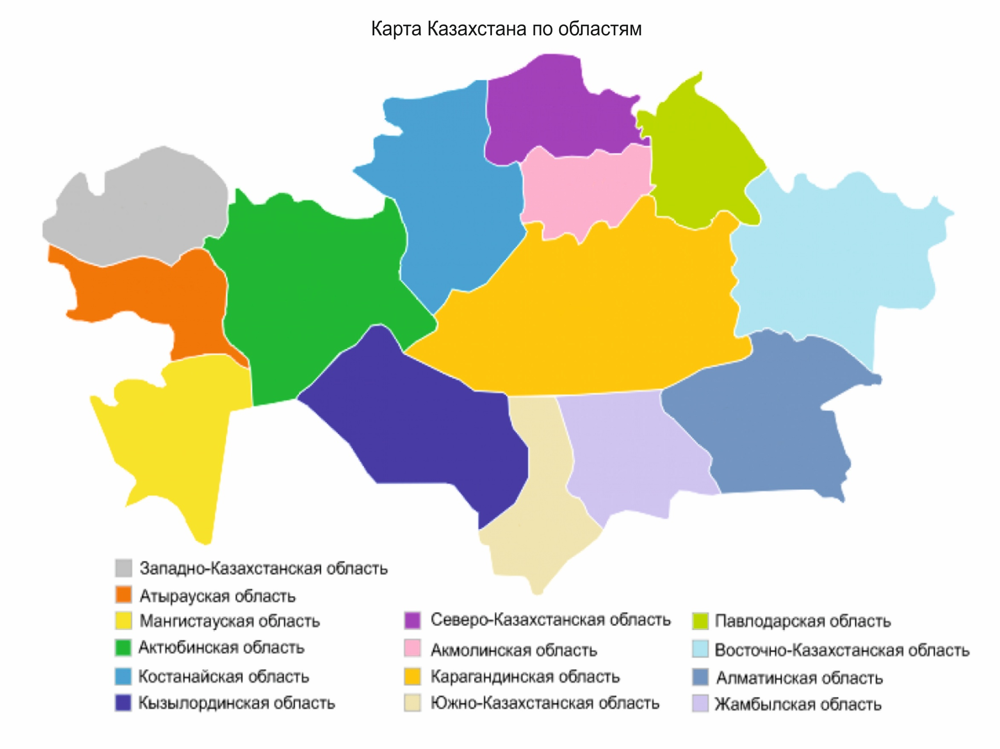 Карта Казахстана по областям
Западно-Казахстанская область
Атырауская область
Мангистауская область
Актюбинская область
Костанайская область
Кызылординская область
Северо-Казахстанская область
Акмолинская область
Карагандинская область
Южно-Казахстанская область
Павлодарская область
Восточно-Казахстанская область
Алматинская область
Жамбылская область